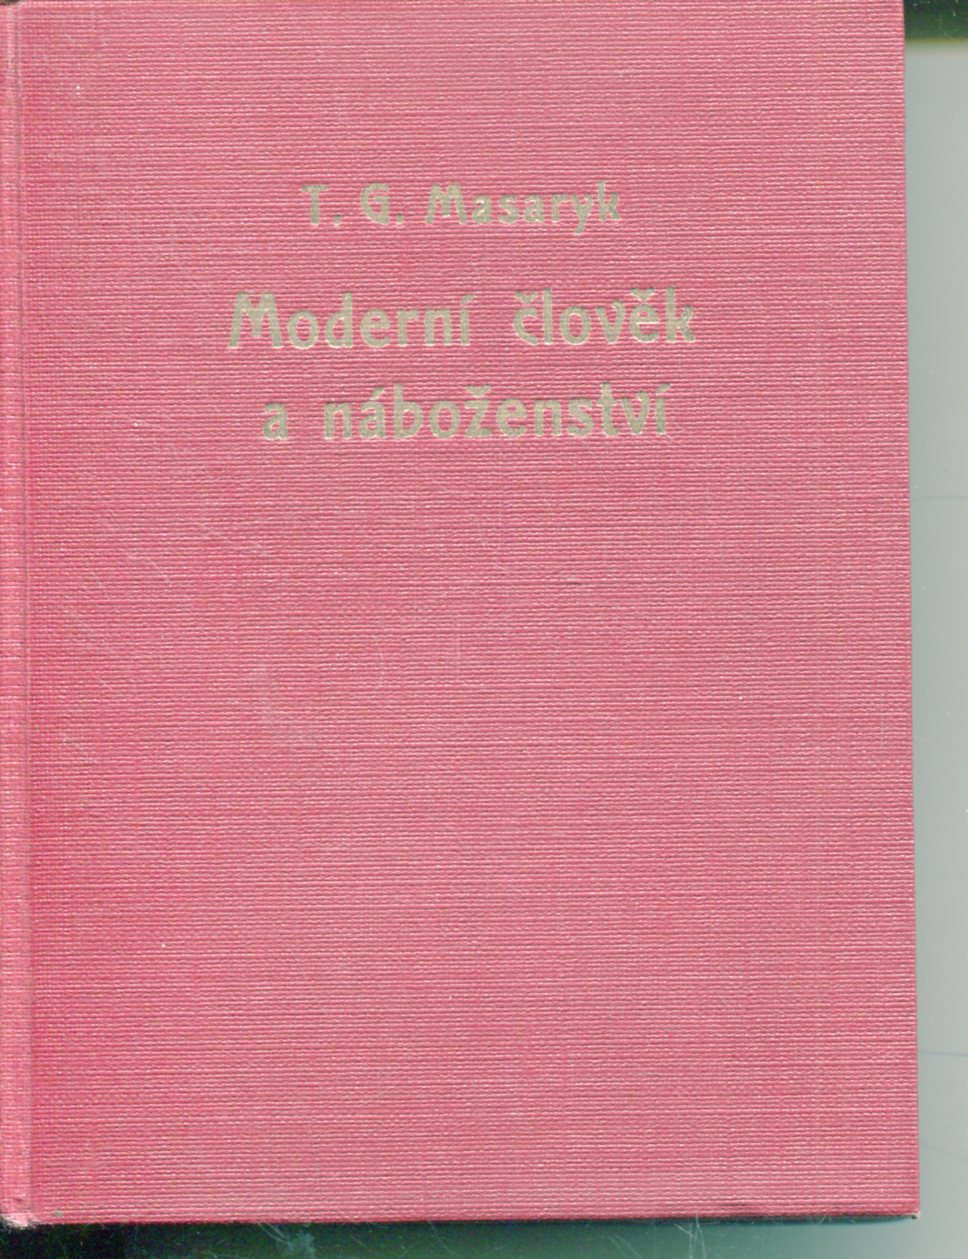 T. G. Masaryk
Moderní člověk
a náboženství